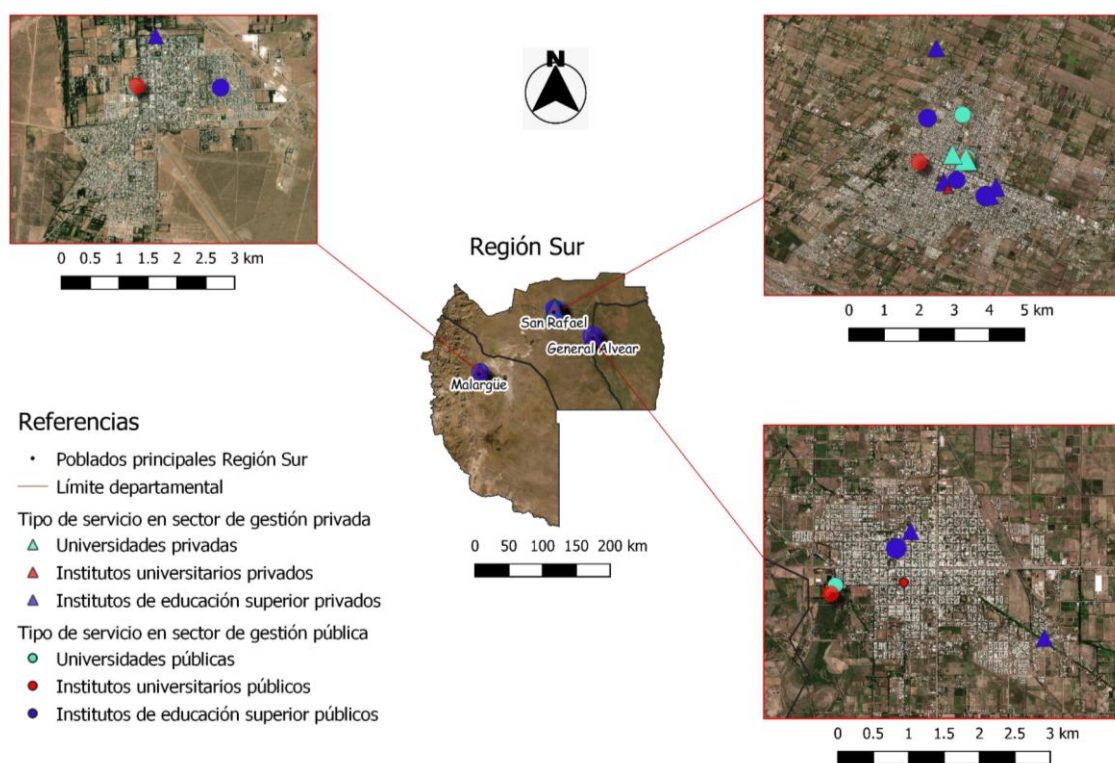 N
0 0.5 1 1.5 2 2.5 3 km
Región Sur
0 1 2 3 4 5 km
San Rafael
General Alvear
Malargüe
0 50 100 150 200 km
Referencias
Poblados principales Región Sur
Límite departamental
Tipo de servicio en sector de gestión privada
Universidades privadas
Institutos universitarios privados
Institutos de educación superior privados
Tipo de servicio en sector de gestión pública
Universidades públicas
Institutos universitarios públicos
Institutos de educación superior públicos
0 0.5 1 1.5 2 2.5 3 km